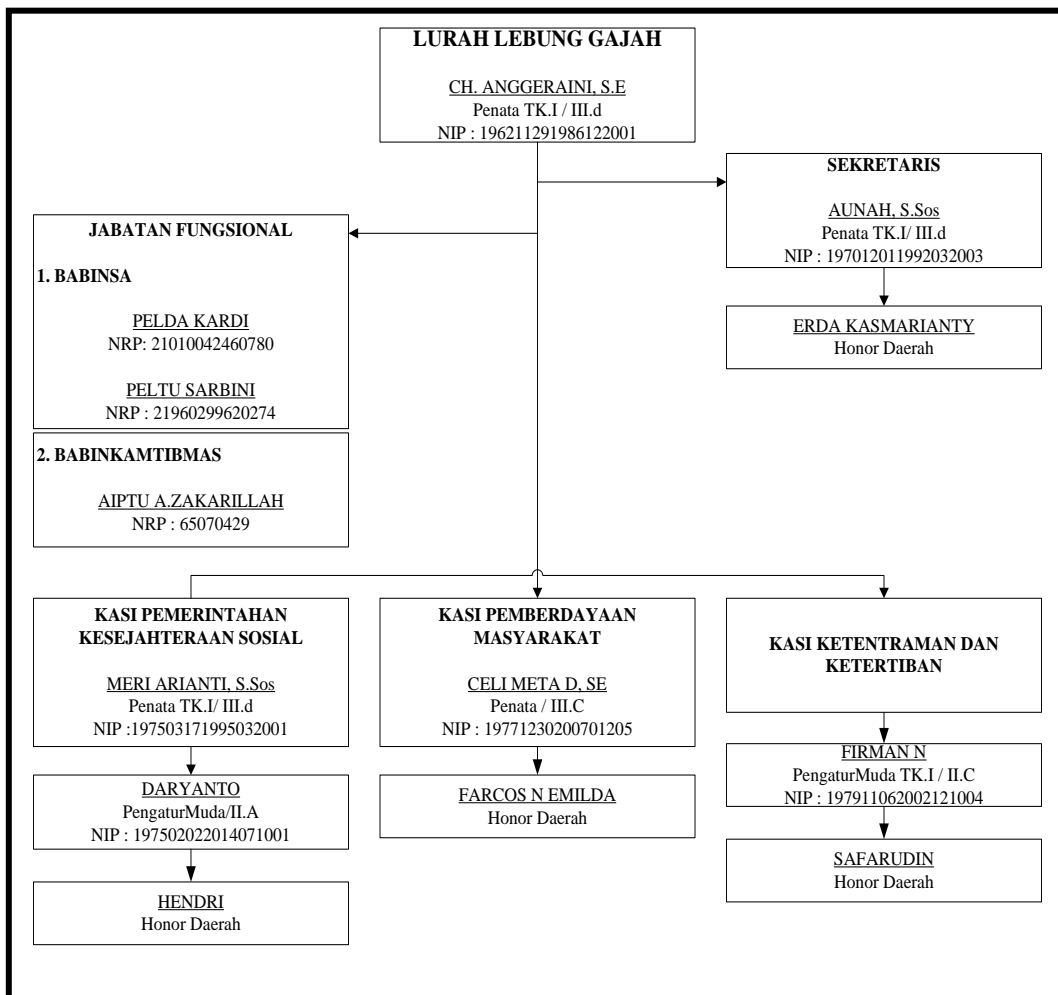 LURAH LEBUNG GAJAH
CH. ANGGERAINI, S.E
Penata TK.I / III.d
NIP : 196211291986122001
SEKRETARIS
AUNAH, S.Sos
Penata TK.I/ III.d
NIP : 197012011992032003
ERDA KASMARIANTY
Honor Daerah
JABATAN FUNGSIONAL
1. BABINSA
PELDA KARDI
NRP: 21010042460780
PELTU SARBINI
NRP : 21960299620274
2. BABINKAMTIBMAS
AIPTU A.ZAKARILLAH
NRP : 65070429
KASI PEMERINTAHAN
KESEJAHTERAAN SOSIAL
MERI ARIANTI, S.Sos
Penata TK.I/ III.d
NIP :197503171995032001
DARYANTO
PengaturMuda/II.A
NIP : 197502022014071001
HENDRI
Honor Daerah
KASI PEMBERDAYAAN
MASYARAKAT
CELI META D, SE
Penata / III.C
NIP : 19771230200701205
FARCOS N EMILDA
Honor Daerah
KASI KETENTRAMAN DAN
KETERTIBAN
FIRMAN N
PengaturMuda TK.I / II.C
NIP : 197911062002121004
SAFARUDIN
Honor Daerah